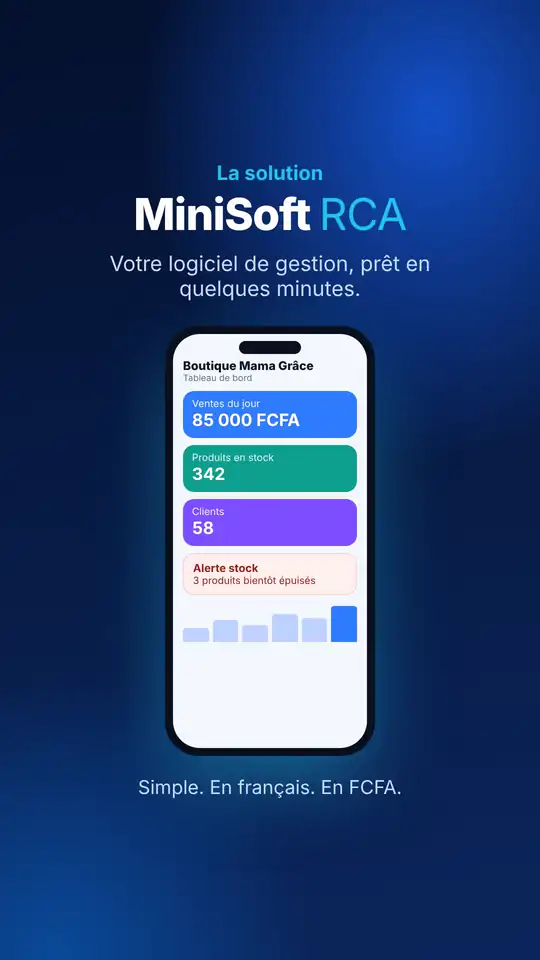 La solution
MiniSoft RCA
Votre logiciel de gestion, prêt en
quelques minutes.
Boutique Mama Grâce
Tableau de bord
Ventes du jour
85 000 FCFA
Produits en stock
342
Clients
58
Alerte stock
3 produits bientôt épuisés
Simple. En français. En FCFA.